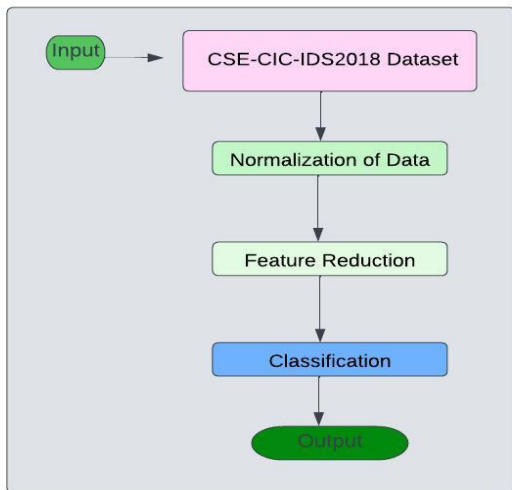 Input
CSE-CIC-IDS2018 Dataset
Normalization of Data
Feature Reduction
Classification
Output